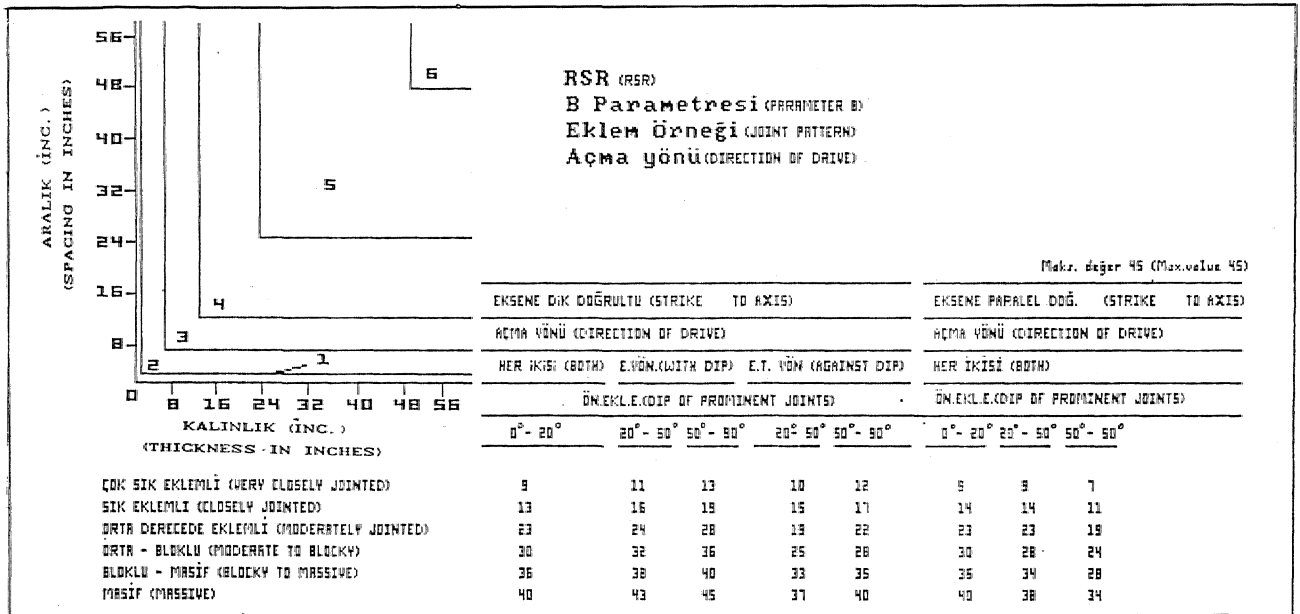 RSR (RSR)
B Parametresi (PARAMETER B)
Eklem Örneği (JOINT PATTERN)
Açma yönü (DIRECTION OF DRIVE)
ARALIK (İNC.)
(SPACING IN INCHES)
56
48
40
32
24
16
8
0
8 16 24 32 40 48 56
KALINLIK (İNC.)
(THICKNESS IN INCHES)
6
5
4
3
2
1
Maks. değer 45 (Max.value 45)
EKSENE DİK DOĞRULTU (STRIKE TO AXIS) EKSENE PARALEL DOĞ. (STRIKE TO AXIS)
AÇMA YÖNÜ (DIRECTION OF DRIVE) AÇMA YÖNÜ (DIRECTION OF DRIVE)
HER İKİSİ (BOTH) E.YÖN.(WITH DIP) E.T. YÖN (AGAINST DIP) HER İKİSİ (BOTH)
ÖN.EKL.E.(DIP OF PROMINENT JOINTS) ÖN.EKL.E.(DIP OF PROMINENT JOINTS)
0°- 20° 20°- 50° 50°- 90° 20°- 50° 50°- 90° 0°- 20° 20°- 50° 50°- 50°
ÇOK SIK EKLEMLİ (VERY CLOSELY JOINTED) 9 11 13 10 12 9 9 7
SIK EKLEMLI (CLOSELY JOINTED) 13 16 19 15 17 14 14 11
ORTA DERECEDE EKLEMLİ (MODERATELY JOINTED) 23 24 28 19 22 23 23 19
ORTA - BLOKLU (MODERATE TO BLOCKY) 30 32 36 25 28 30 28 24
BLOKLU - MASİF (BLOCKY TO MASSIVE) 36 38 40 33 35 36 34 28
MASİF (MASSIVE) 40 43 45 37 40 40 38 34